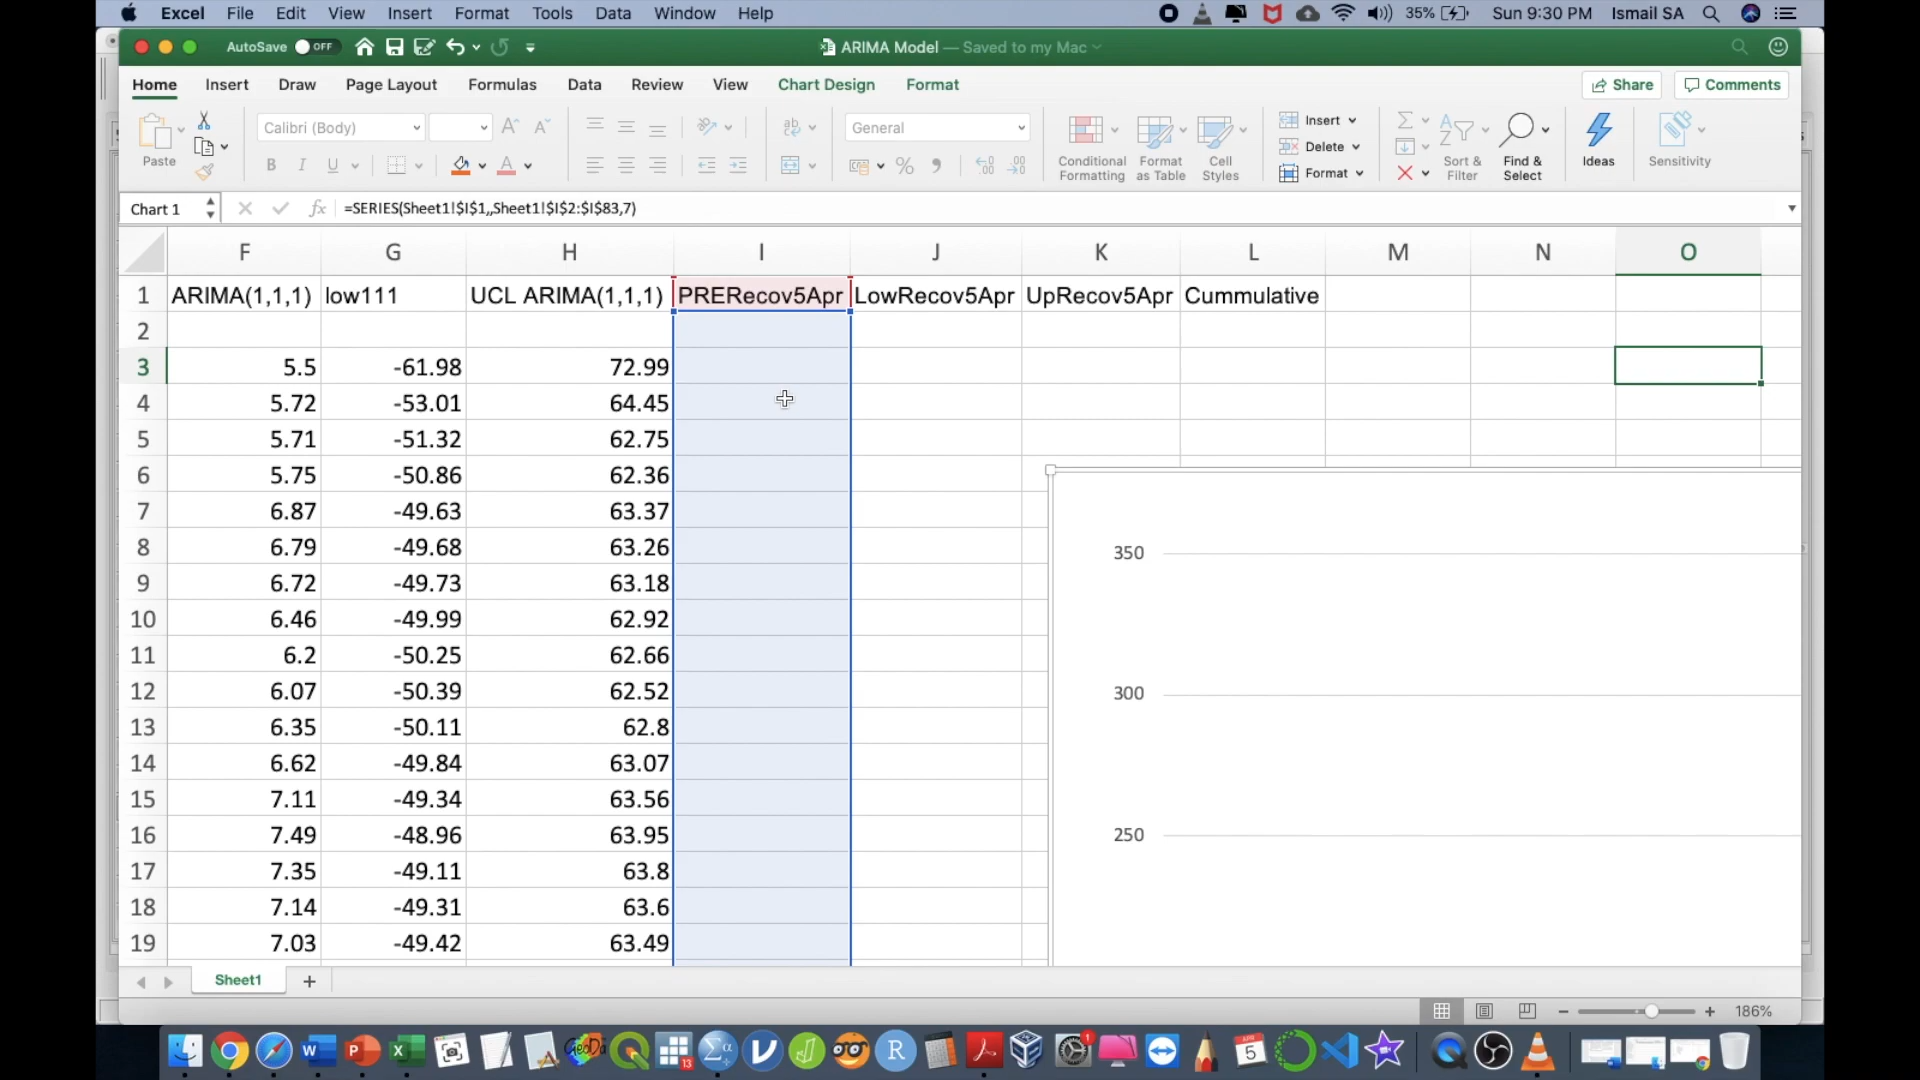 Excel File Edit View Insert Format Tools Data Window Help 35% Sun 9:30 PM Ismail SA
AutoSave OFF ARIMA Model — Saved to my Mac
Home Insert Draw Page Layout Formulas Data Review View Chart Design Format Share Comments
Paste Calibri (Body) General Conditional Formatting Format as Table Cell Styles Insert Delete Format Sort & Filter Find & Select Ideas Sensitivity
Chart 1 fx =SERIES(Sheet1!$I$1,,Sheet1!$I$2:$I$83,7)
F G H I J K L M N O
1 ARIMA(1,1,1) low111 UCL ARIMA(1,1,1) PRERecov5Apr LowRecov5Apr UpRecov5Apr Cummulative
2
3 5.5 -61.98 72.99
4 5.72 -53.01 64.45
5 5.71 -51.32 62.75
6 5.75 -50.86 62.36
7 6.87 -49.63 63.37
8 6.79 -49.68 63.26 350
9 6.72 -49.73 63.18
10 6.46 -49.99 62.92
11 6.2 -50.25 62.66
12 6.07 -50.39 62.52 300
13 6.35 -50.11 62.8
14 6.62 -49.84 63.07
15 7.11 -49.34 63.56
16 7.49 -48.96 63.95 250
17 7.35 -49.11 63.8
18 7.14 -49.31 63.6
19 7.03 -49.42 63.49
Sheet1
186%